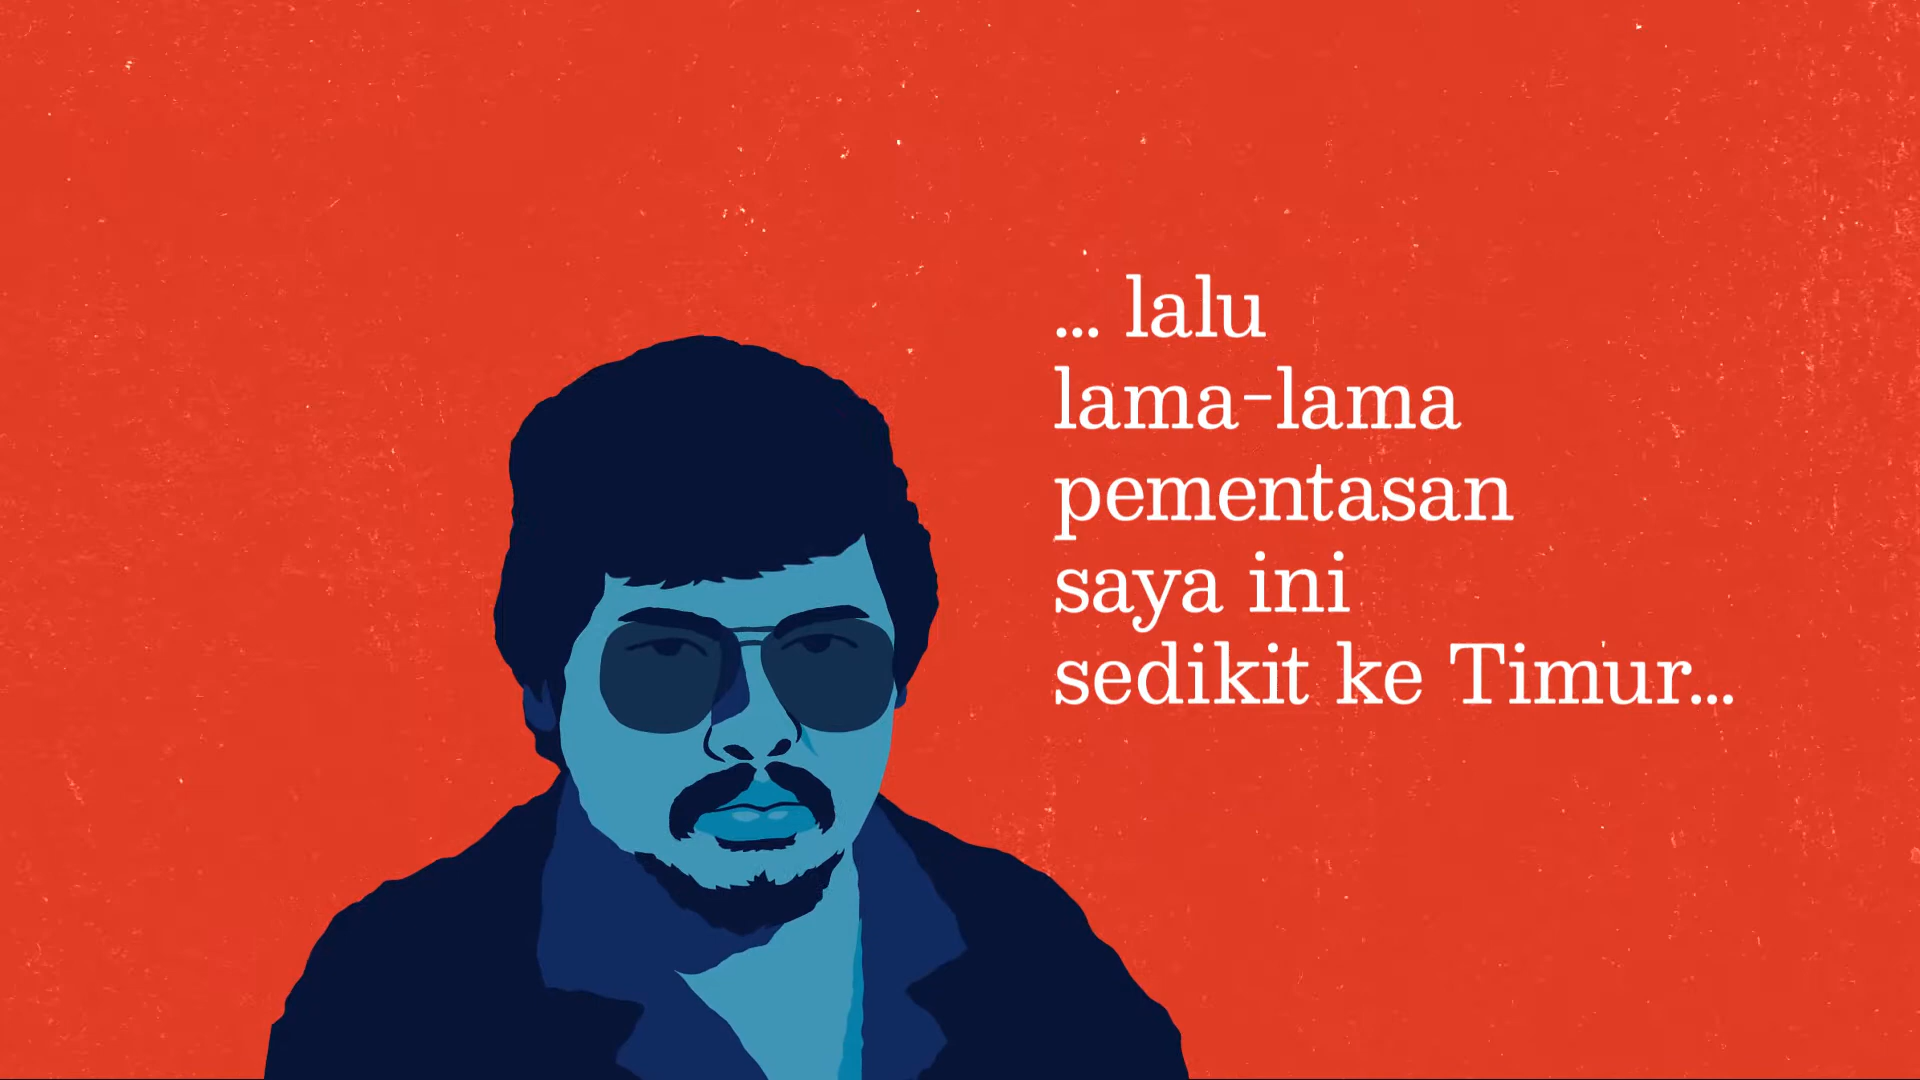 ... lalu
lama-lama
pementasan
saya ini
sedikit ke Timur...